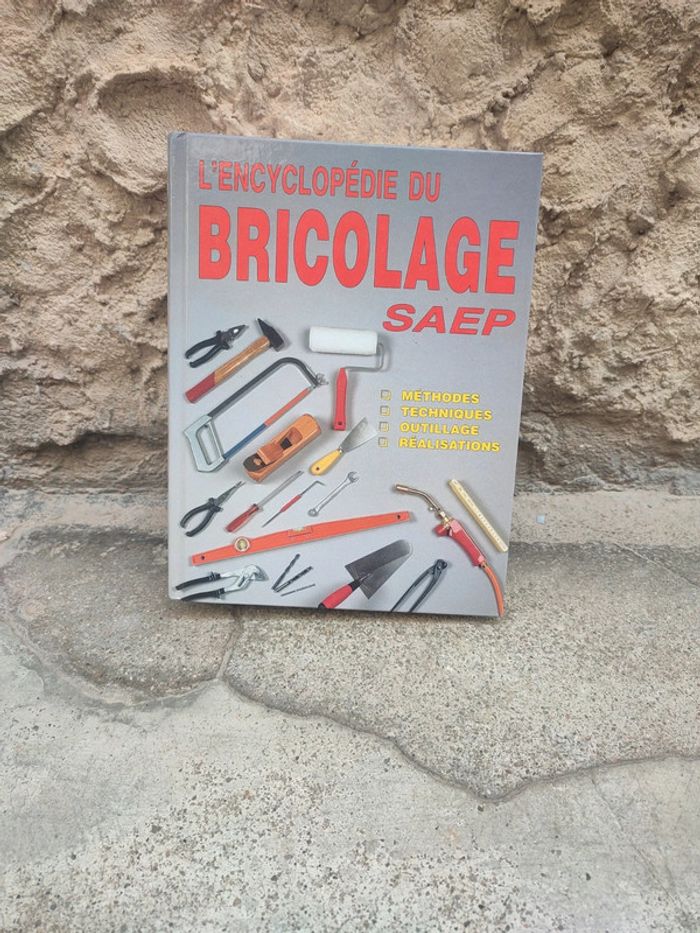 L'ENCYCLOPÉDIE DU
BRICOLAGE
SAEP
MÉTHODES
TECHNIQUES
OUTILLAGE
RÉALISATIONS